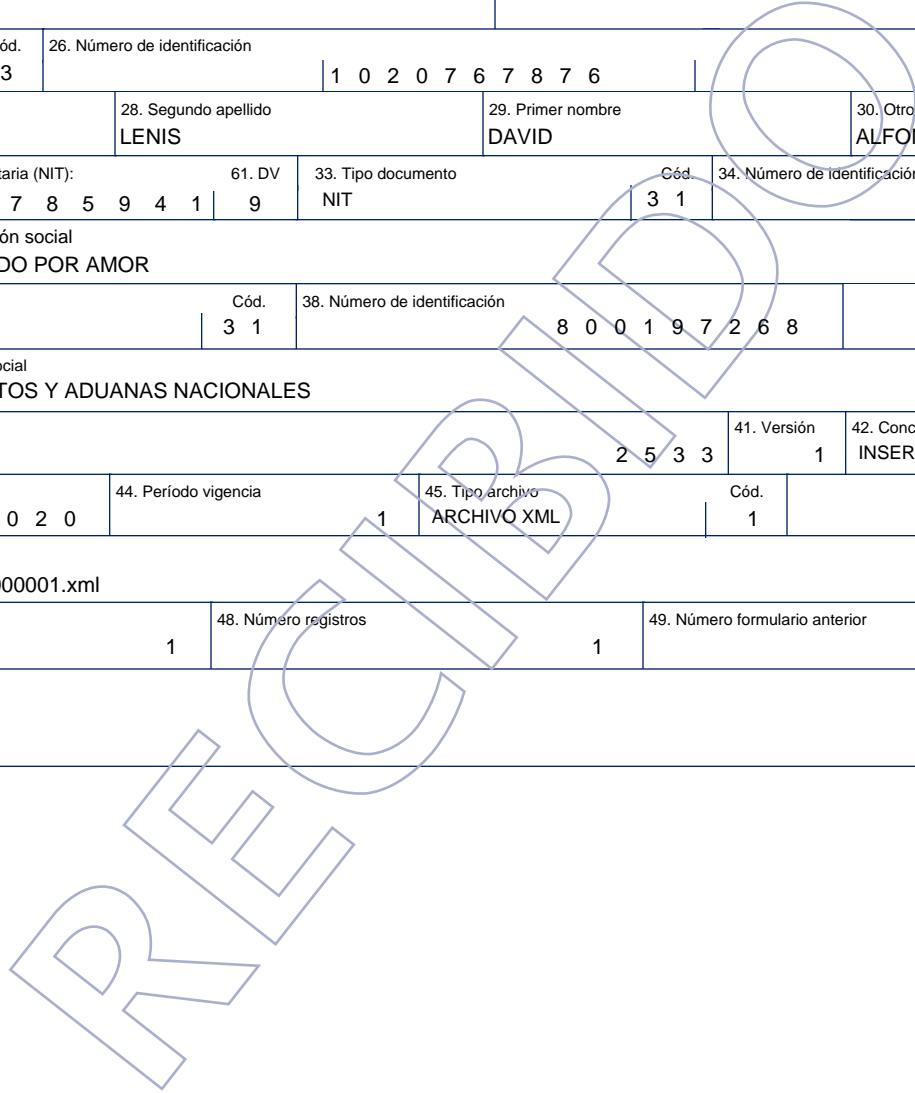 ód. 26. Número de identificación
3 1 0 2 0 7 6 7 8 7 6
28. Segundo apellido 29. Primer nombre 30. Otro
LENIS DAVID ALFON
taria (NIT): 61. DV 33. Tipo documento Cód. 34. Número de identificación
7 8 5 9 4 1 9 NIT 3 1
ón social
DO POR AMOR
Cód. 38. Número de identificación
3 1 8 0 0 1 9 7 2 6 8
ocial
TOS Y ADUANAS NACIONALES
41. Versión 42. Conc
2 5 3 3 1 INSER
44. Período vigencia 45. Tipo archivo Cód.
0 2 0 1 ARCHIVO XML 1
000001.xml
48. Número registros 49. Número formulario anterior
1 1
RECIBIDO